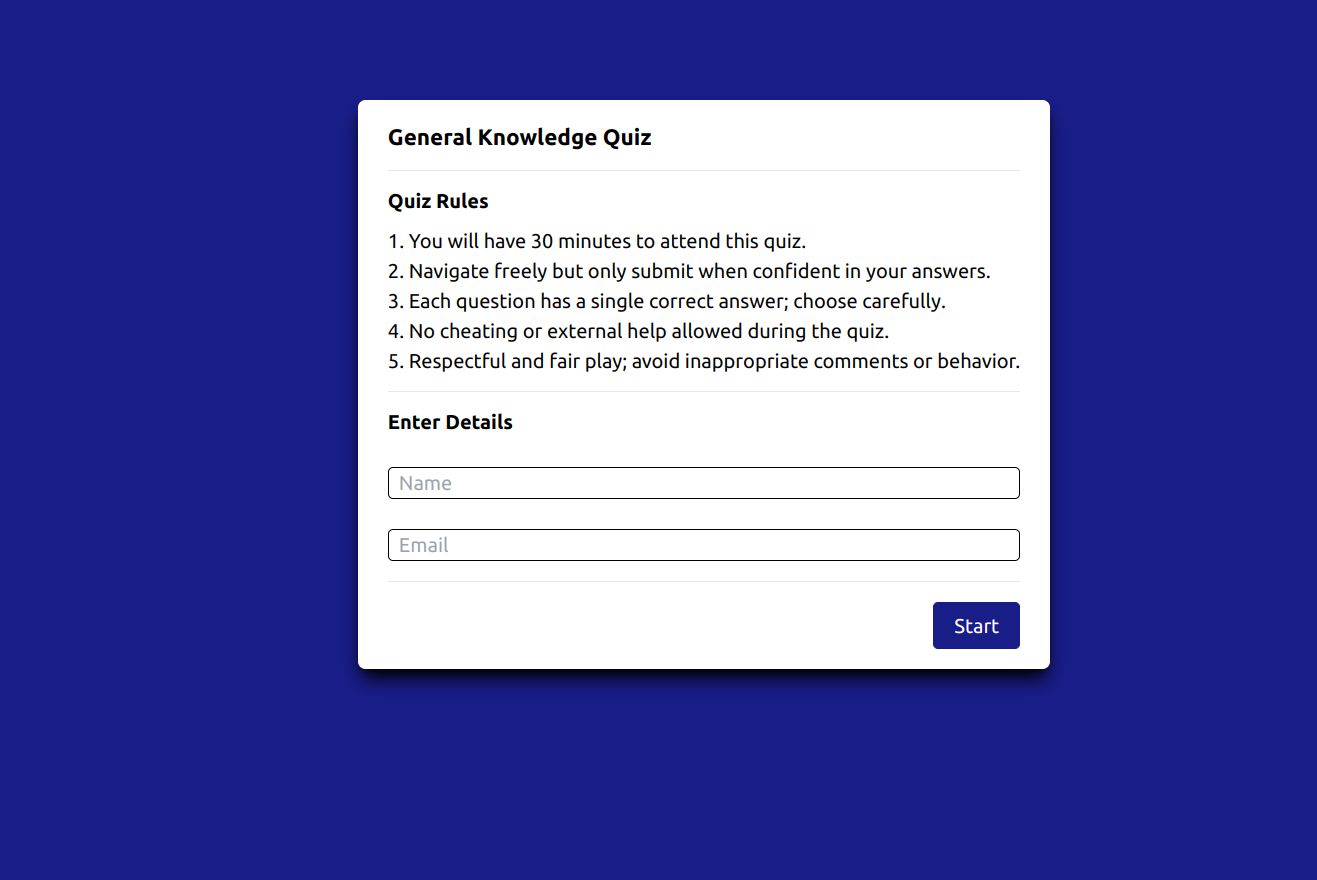 General Knowledge Quiz
Quiz Rules
1. You will have 30 minutes to attend this quiz.
2. Navigate freely but only submit when confident in your answers.
3. Each question has a single correct answer; choose carefully.
4. No cheating or external help allowed during the quiz.
5. Respectful and fair play; avoid inappropriate comments or behavior.
Enter Details
Name
Email
Start